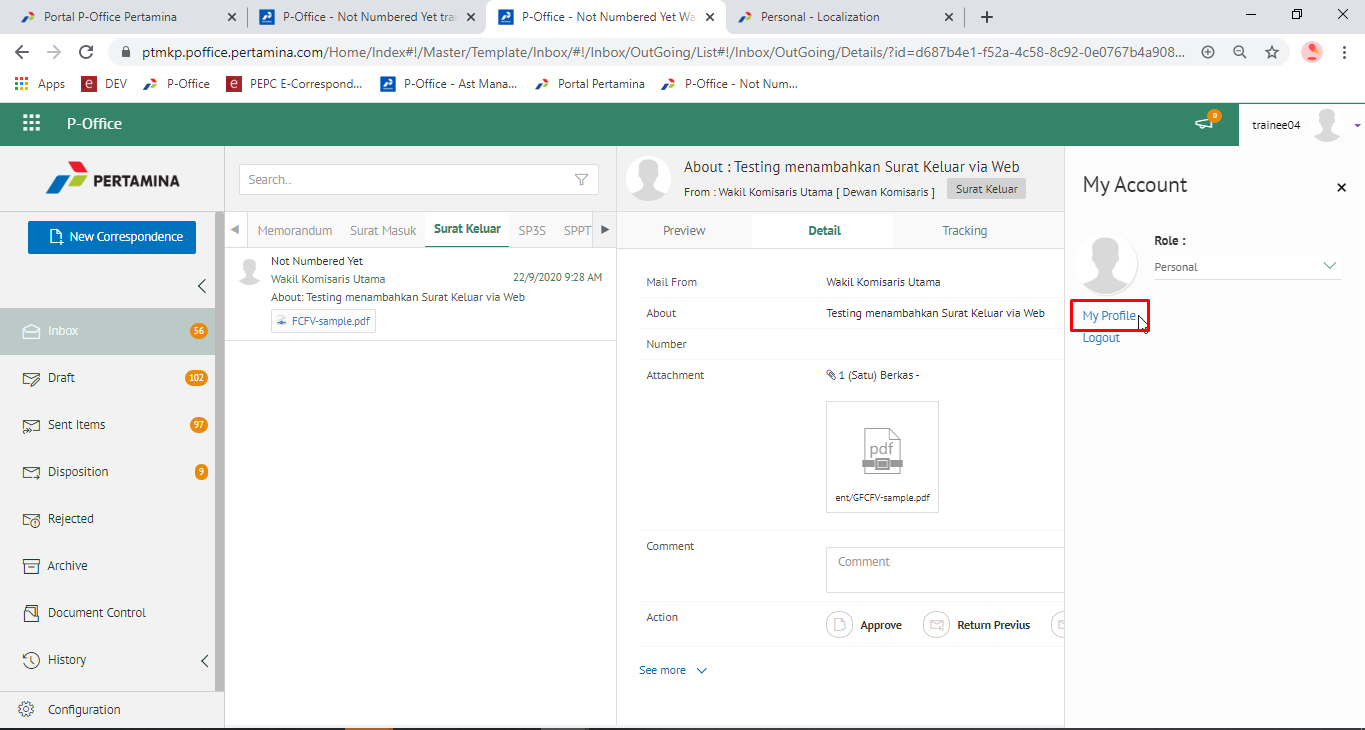 Portal P-Office Pertamina
P-Office - Not Numbered Yet trai
P-Office - Not Numbered Yet Wa
Personal - Localization
ptmkp.poffice.pertamina.com/Home/Index#!/Master/Template/Inbox/#!/Inbox/OutGoing/List#!/Inbox/OutGoing/Details/?id=d687b4e1-f52a-4c58-8c92-0e0767b4a908...
Apps
DEV
P-Office
PEPC E-Correspond...
P-Office - Ast Mana...
Portal Pertamina
P-Office - Not Num...
P-Office
0
trainee04
PERTAMINA
New Correspondence
Inbox 56
Draft 102
Sent Items 97
Disposition 9
Rejected
Archive
Document Control
History
Configuration
Search..
Memorandum Surat Masuk Surat Keluar SP3S SPPT
Not Numbered Yet
Wakil Komisaris Utama 22/9/2020 9:28 AM
About: Testing menambahkan Surat Keluar via Web
FCFV-sample.pdf
About : Testing menambahkan Surat Keluar via Web
From : Wakil Komisaris Utama [ Dewan Komisaris ] Surat Keluar
Preview Detail Tracking
Mail From Wakil Komisaris Utama
About Testing menambahkan Surat Keluar via Web
Number
Attachment 1 (Satu) Berkas -
pdf
ent/GFCFV-sample.pdf
Comment Comment
Action Approve Return Previus
See more
My Account
Role :
Personal
My Profile
Logout